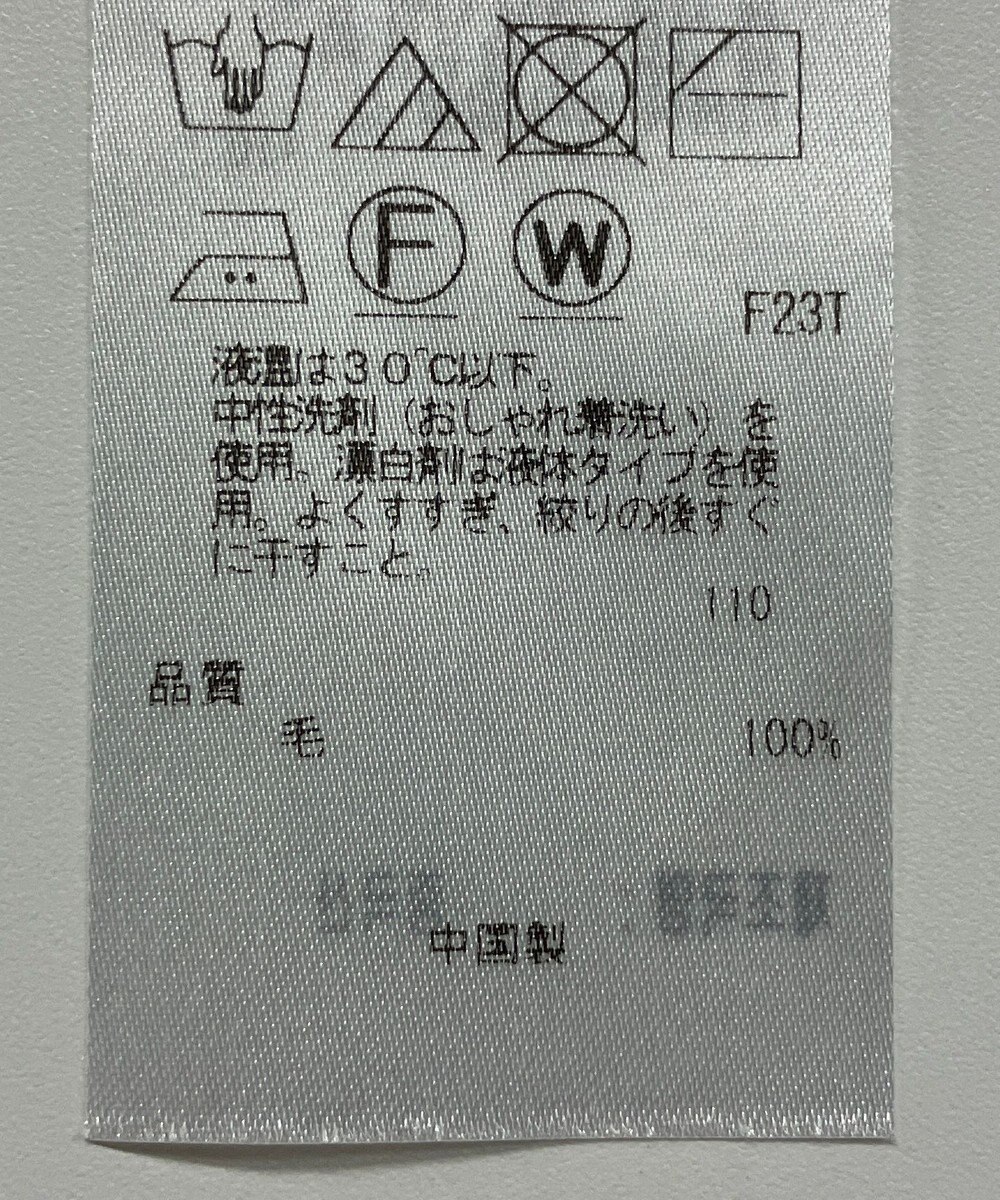 F
W
F23T
液温は30℃以下。
中性洗剤（おしゃれ着洗い）を
使用。漂白剤は液体タイプを使
用。よくすすぎ、絞りの後すぐ
に干すこと。
110
品質
毛 100%
中国製